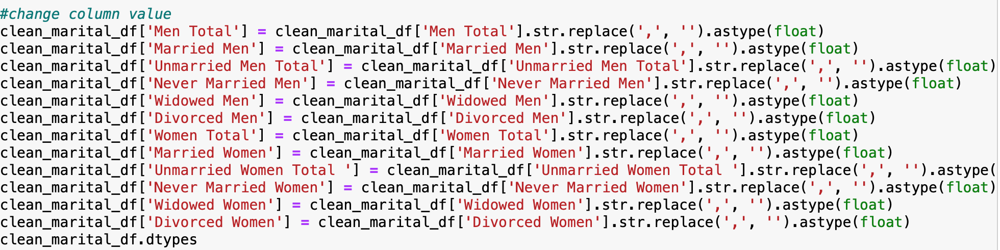 #change column value
clean_marital_df['Men Total'] = clean_marital_df['Men Total'].str.replace(',', '').astype(float)
clean_marital_df['Married Men'] = clean_marital_df['Married Men'].str.replace(',', '').astype(float)
clean_marital_df['Unmarried Men Total'] = clean_marital_df['Unmarried Men Total'].str.replace(',', '').astype(float)
clean_marital_df['Never Married Men'] = clean_marital_df['Never Married Men'].str.replace(',', '').astype(float)
clean_marital_df['Widowed Men'] = clean_marital_df['Widowed Men'].str.replace(',', '').astype(float)
clean_marital_df['Divorced Men'] = clean_marital_df['Divorced Men'].str.replace(',', '').astype(float)
clean_marital_df['Women Total'] = clean_marital_df['Women Total'].str.replace(',', '').astype(float)
clean_marital_df['Married Women'] = clean_marital_df['Married Women'].str.replace(',', '').astype(float)
clean_marital_df['Unmarried Women Total '] = clean_marital_df['Unmarried Women Total '].str.replace(',', '').astype(
clean_marital_df['Never Married Women'] = clean_marital_df['Never Married Women'].str.replace(',', '').astype(float)
clean_marital_df['Widowed Women'] = clean_marital_df['Widowed Women'].str.replace(',', '').astype(float)
clean_marital_df['Divorced Women'] = clean_marital_df['Divorced Women'].str.replace(',', '').astype(float)
clean_marital_df.dtypes